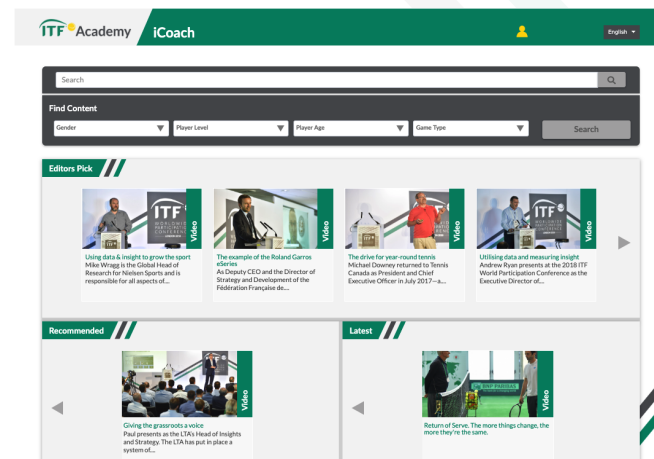 ITF Academy
iCoach
English
Search
Find Content
Gender
Player Level
Player Age
Game Type
Search
Editors Pick
ITF
WORLDWIDE
PARTICIPATION
CONFERENCE
Video
Video
Video
ITF
Video
Using data & insight to grow the sport
Mike Wragg is the Global Head of
Research for Nielsen Sports and is
responsible for all aspects of...
The example of the Roland Garros
eSeries
As Deputy CEO and the Director of
Strategy and Development of the
Fédération Française de...
The drive for year-round tennis
Michael Downey returned to Tennis
Canada as President and Chief
Executive Officer in July 2017—a...
Utilising data and measuring insight
Andrew Ryan presents at the 2018 ITF
World Participation Conference as the
Executive Director of...
Recommended
Video
Giving the grassroots a voice
Paul presents as the LTA's Head of Insights
and Strategy. The LTA has put in place a
system of...
Latest
BNP PARIBAS
Video
Return of Serve. The more things change, the
more they're the same.